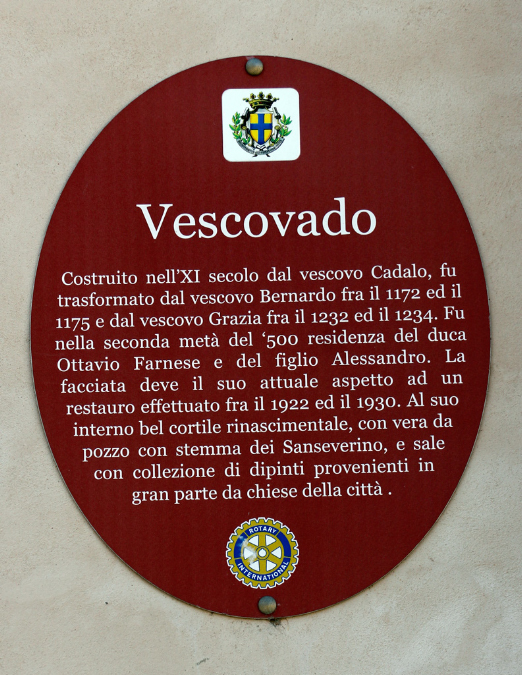 Vescovado
Costruito nell'XI secolo dal vescovo Cadalo, fu
trasformato dal vescovo Bernardo fra il 1172 ed il
1175 e dal vescovo Grazia fra il 1232 ed il 1234. Fu
nella seconda metà del '500 residenza del duca
Ottavio Farnese e del figlio Alessandro. La
facciata deve il suo attuale aspetto ad un
restauro effettuato fra il 1922 ed il 1930. Al suo
interno bel cortile rinascimentale, con vera da
pozzo con stemma dei Sanseverino, e sale
con collezione di dipinti provenienti in
gran parte da chiese della città .
ROTARY
INTERNATIONAL